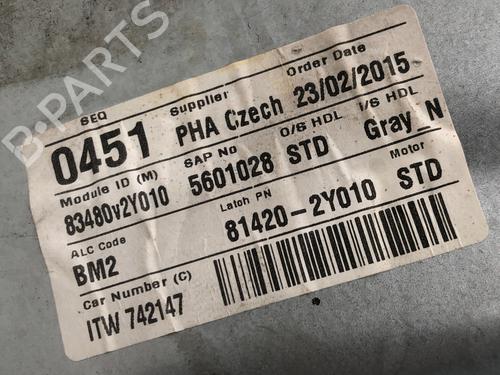 B-PARTS
SEQ Supplier Order Date
0451 PHA Czech 23/02/2015
Module ID (M) SAP No O/S HDL I/S HDL
83480v2Y010 5601028 STD Gray_N
ALC Code Latch PN Motor
BM2 81420-2Y010 STD
Car Number (C)
ITW 742147